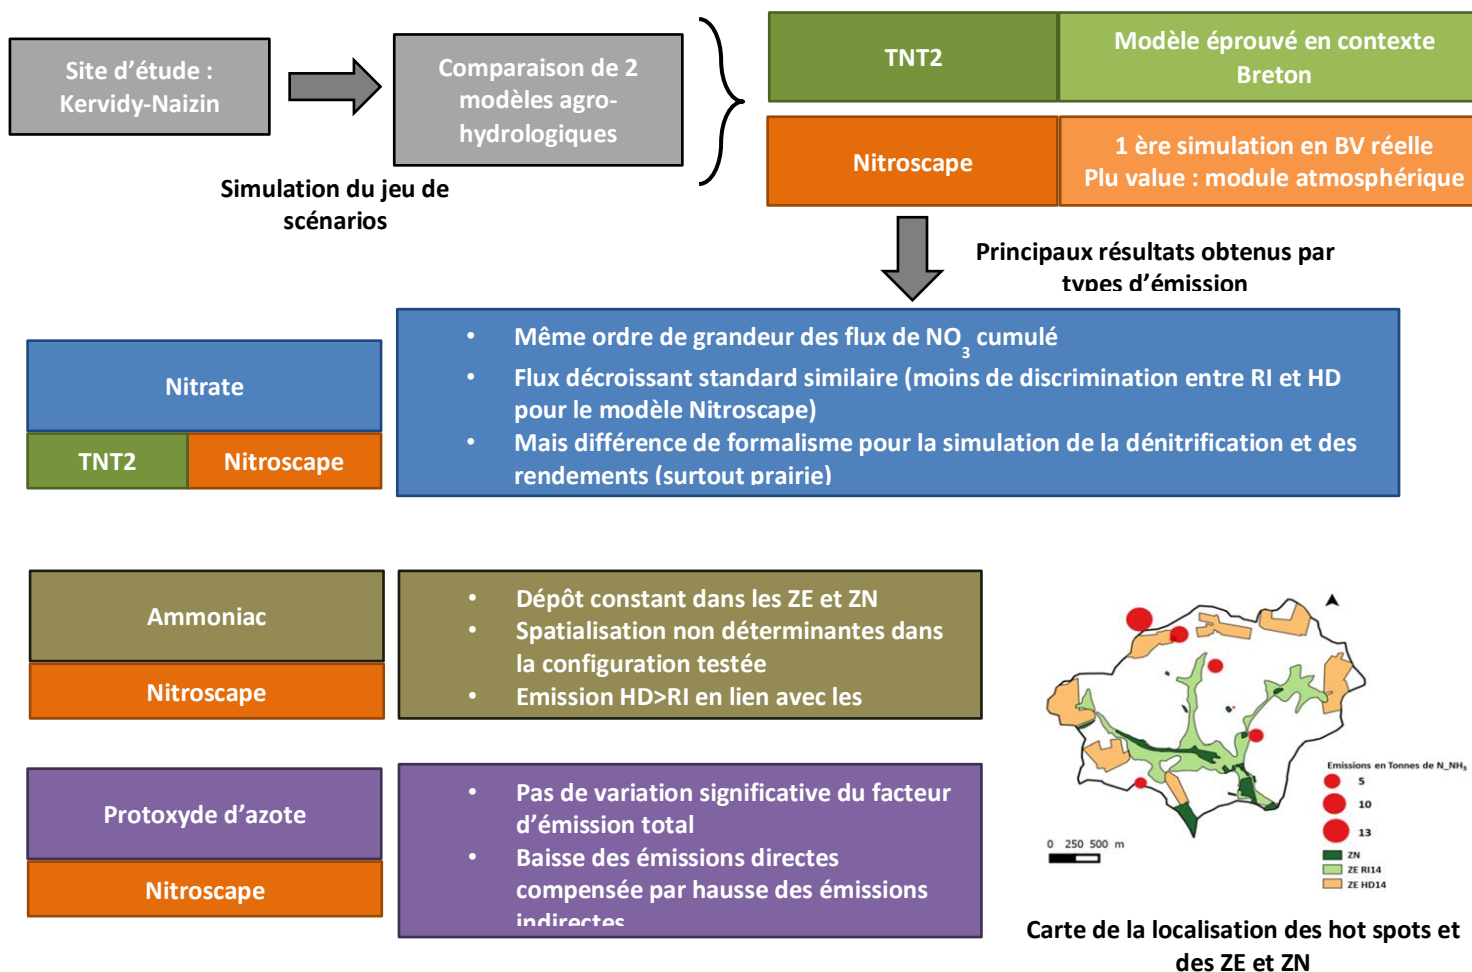 Site d'étude :
Kervidy-Naizin
Comparaison de 2
modèles agro-
hydrologiques
Simulation du jeu de
scénarios
TNT2
Modèle éprouvé en contexte
Breton
Nitroscape
1 ère simulation en BV réelle
Plu value : module atmosphérique
Principaux résultats obtenus par
types d'émission
Nitrate
TNT2
Nitroscape
• Même ordre de grandeur des flux de NO3 cumulé
• Flux décroissant standard similaire (moins de discrimination entre RI et HD
pour le modèle Nitroscape)
• Mais différence de formalisme pour la simulation de la dénitrification et des
rendements (surtout prairie)
Ammoniac
Nitroscape
• Dépôt constant dans les ZE et ZN
• Spatialisation non déterminantes dans
la configuration testée
• Emission HD>RI en lien avec les
Protoxyde d'azote
Nitroscape
• Pas de variation significative du facteur
d'émission total
• Baisse des émissions directes
compensée par hausse des émissions
indirectes
Emissions en Tonnes de N_NH3
5
10
13
ZN
ZE RI14
ZE HD14
0 250 500 m
Carte de la localisation des hot spots et
des ZE et ZN